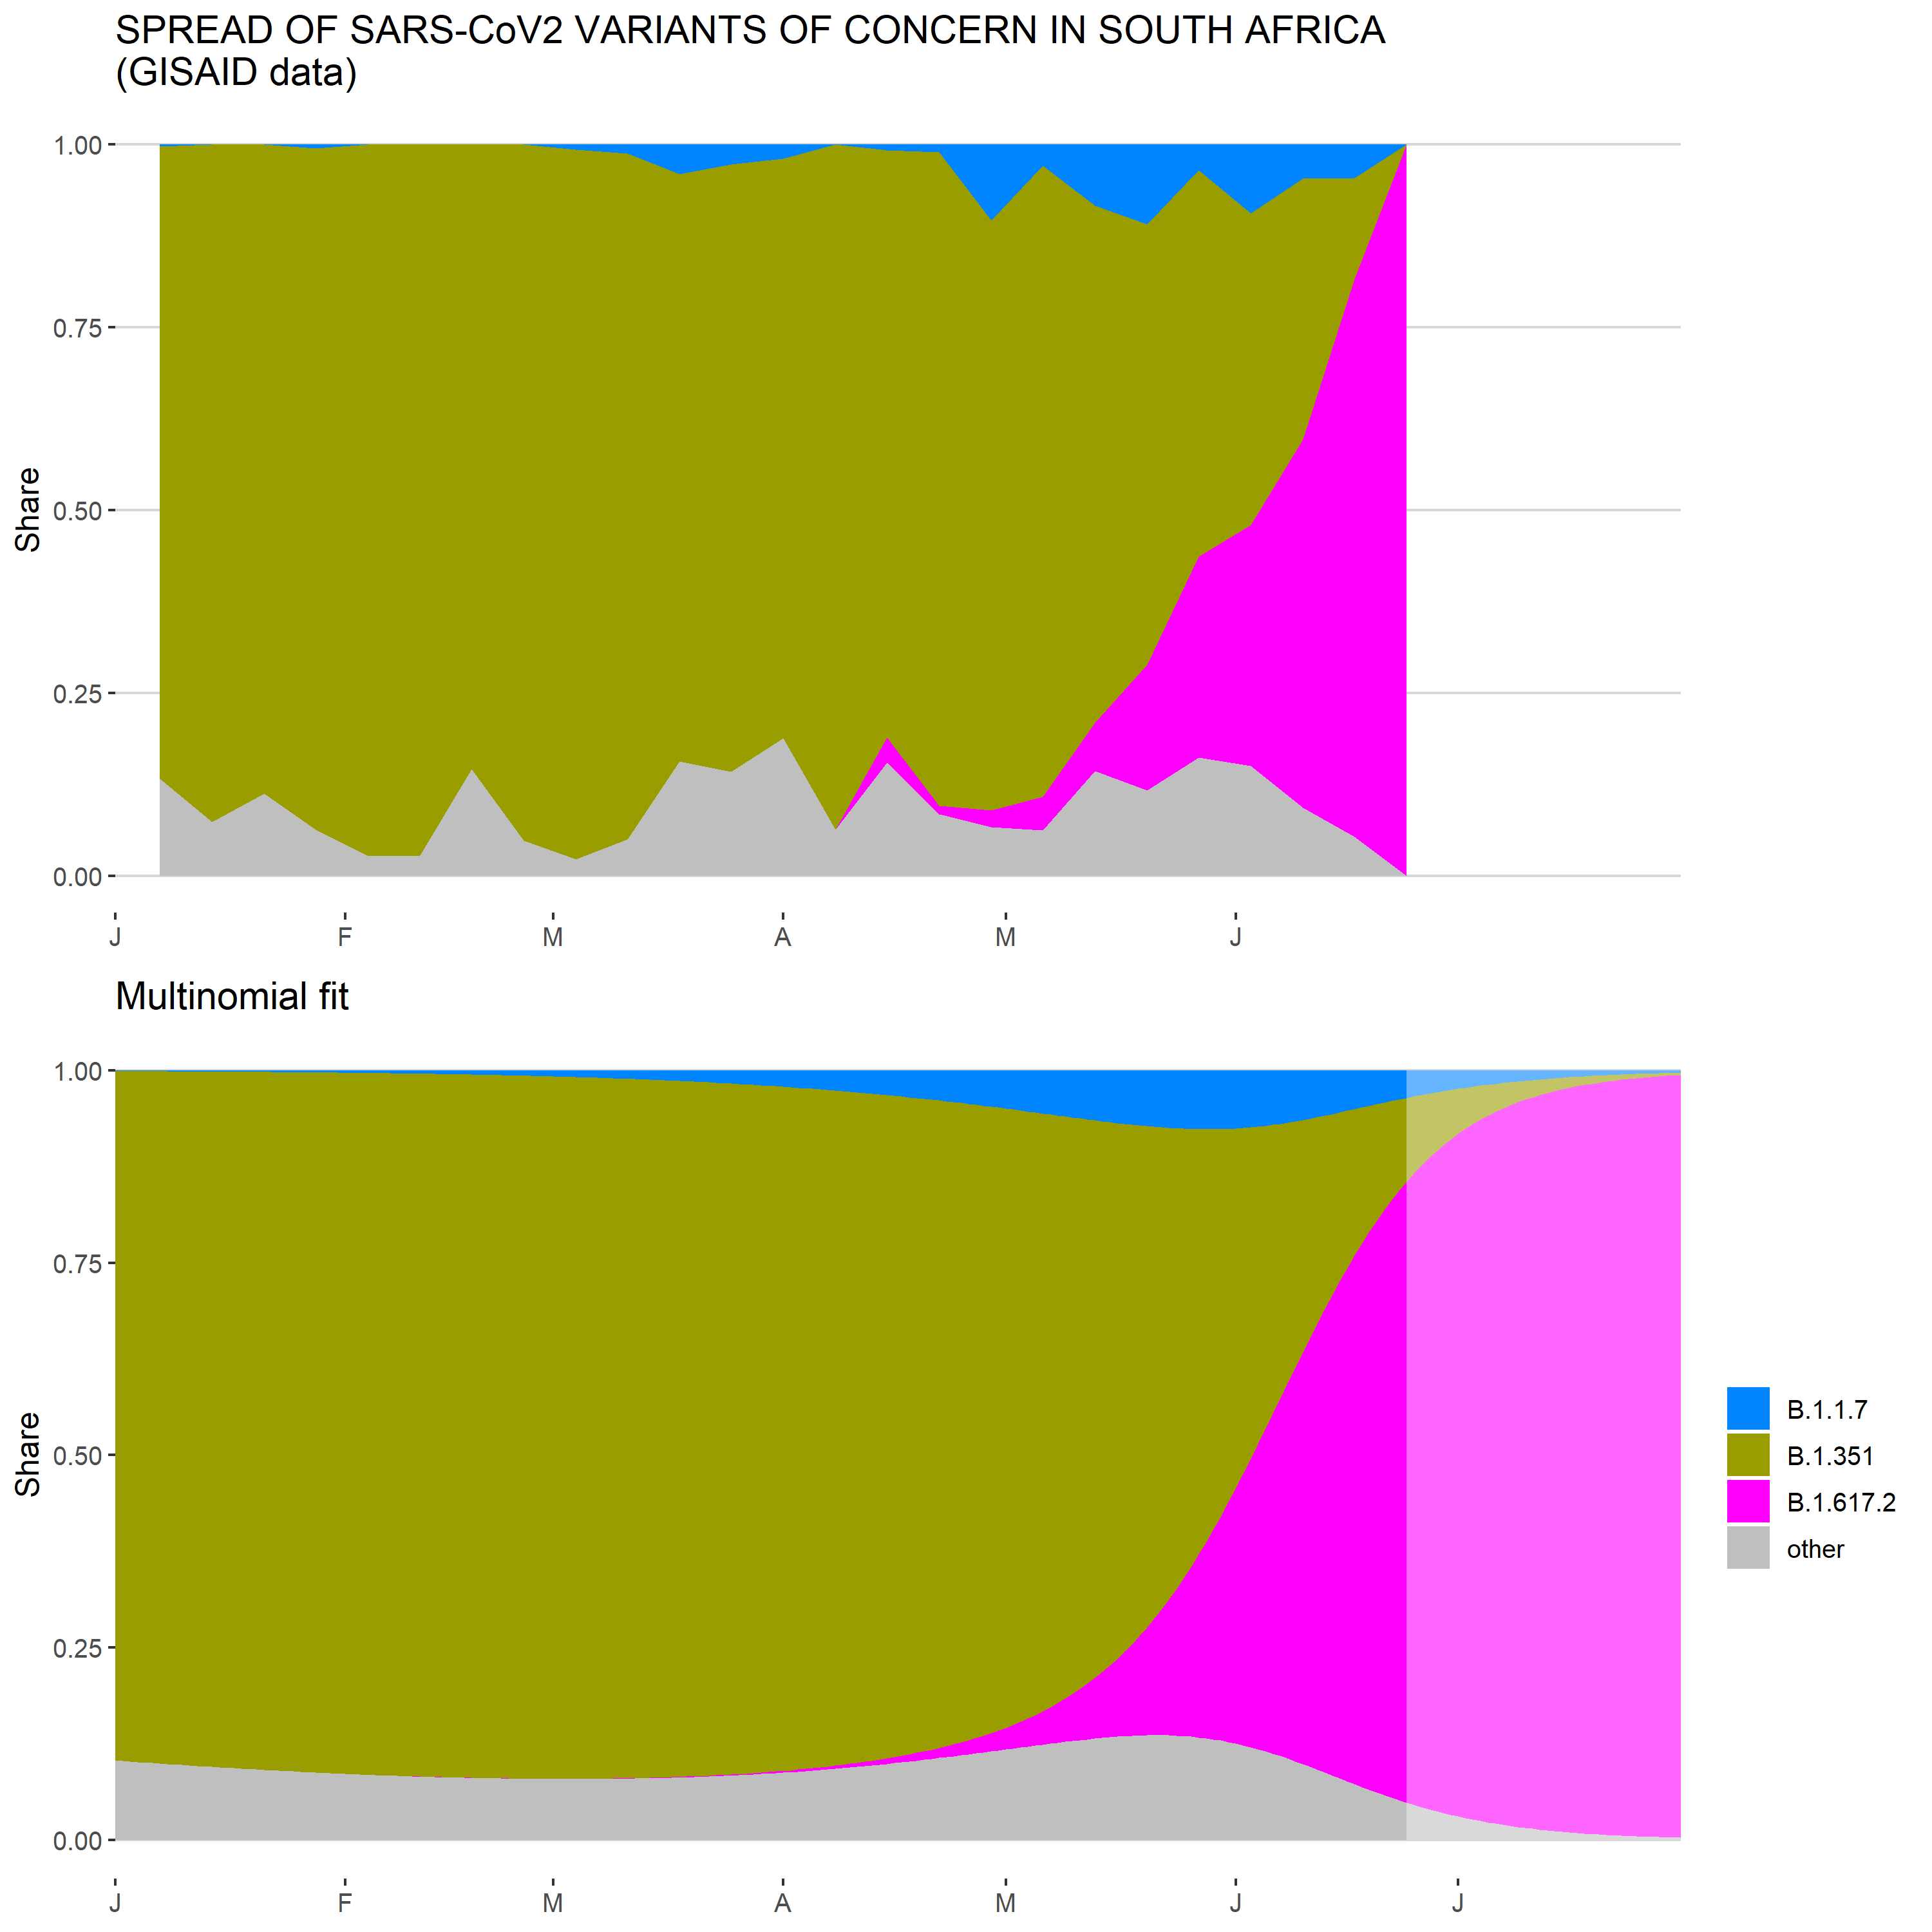 SPREAD OF SARS-CoV2 VARIANTS OF CONCERN IN SOUTH AFRICA
(GISAID data)
1.00
0.75
0.50
0.25
0.00
Share
J F M A M J
Multinomial fit
1.00
0.75
0.50
0.25
0.00
Share
J F M A M J J
B.1.1.7
B.1.351
B.1.617.2
other